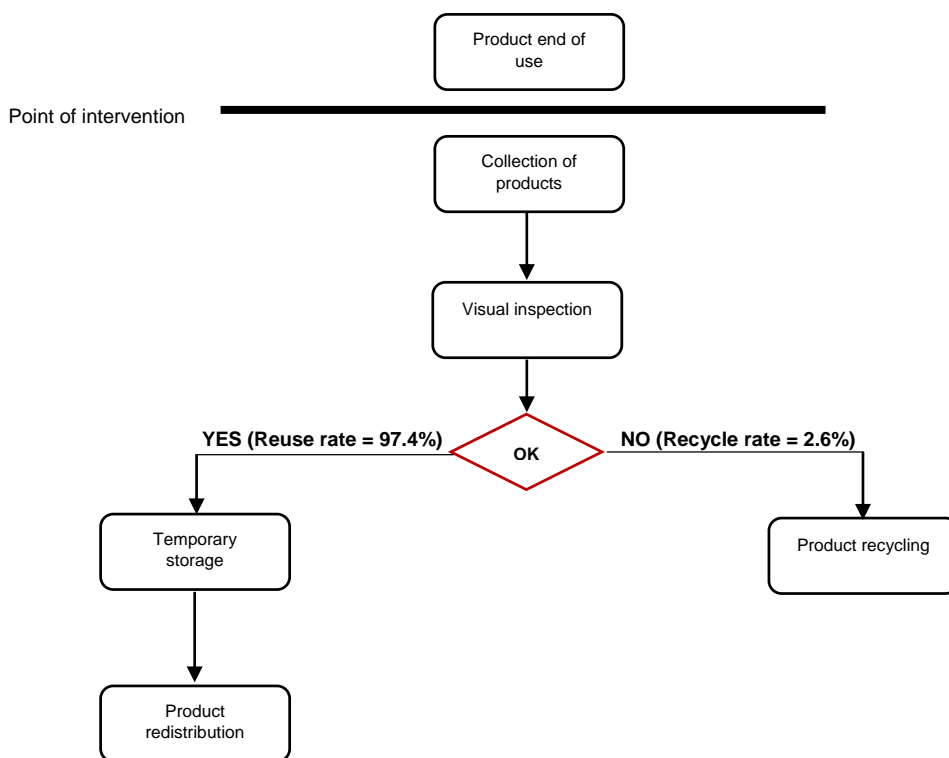 Product end of
use
Point of intervention
Collection of
products
Visual inspection
YES (Reuse rate = 97.4%)
OK
NO (Recycle rate = 2.6%)
Temporary
storage
Product recycling
Product
redistribution